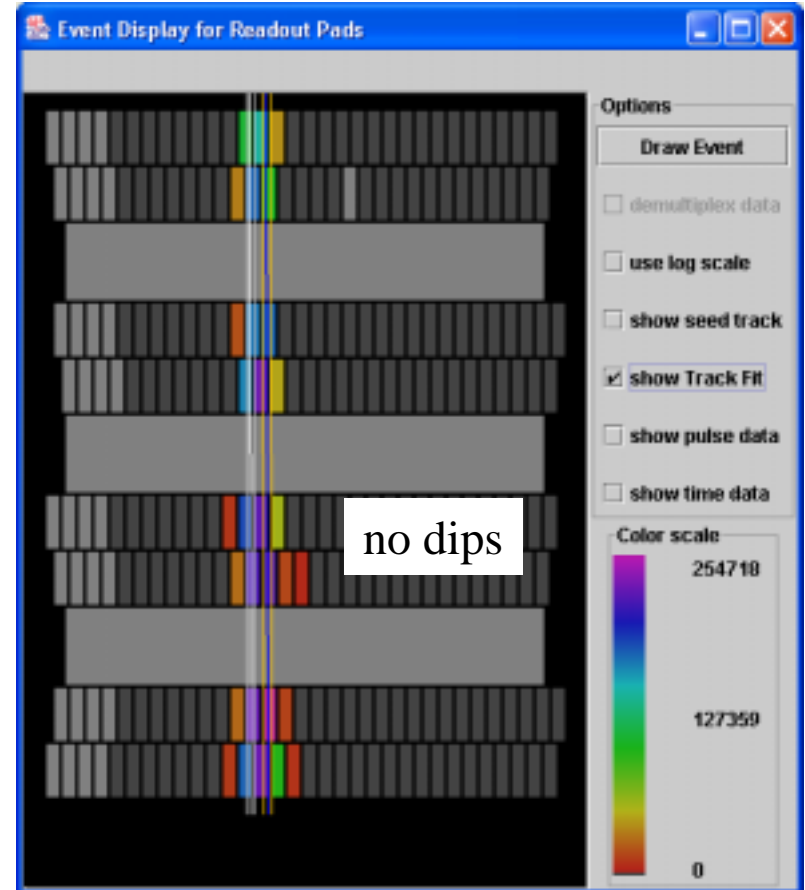 Event Display for Readout Pads
Options
Draw Event
demultiplex data
use log scale
show seed track
show Track Fit
show pulse data
show time data
no dips
Color scale
254718
127359
0